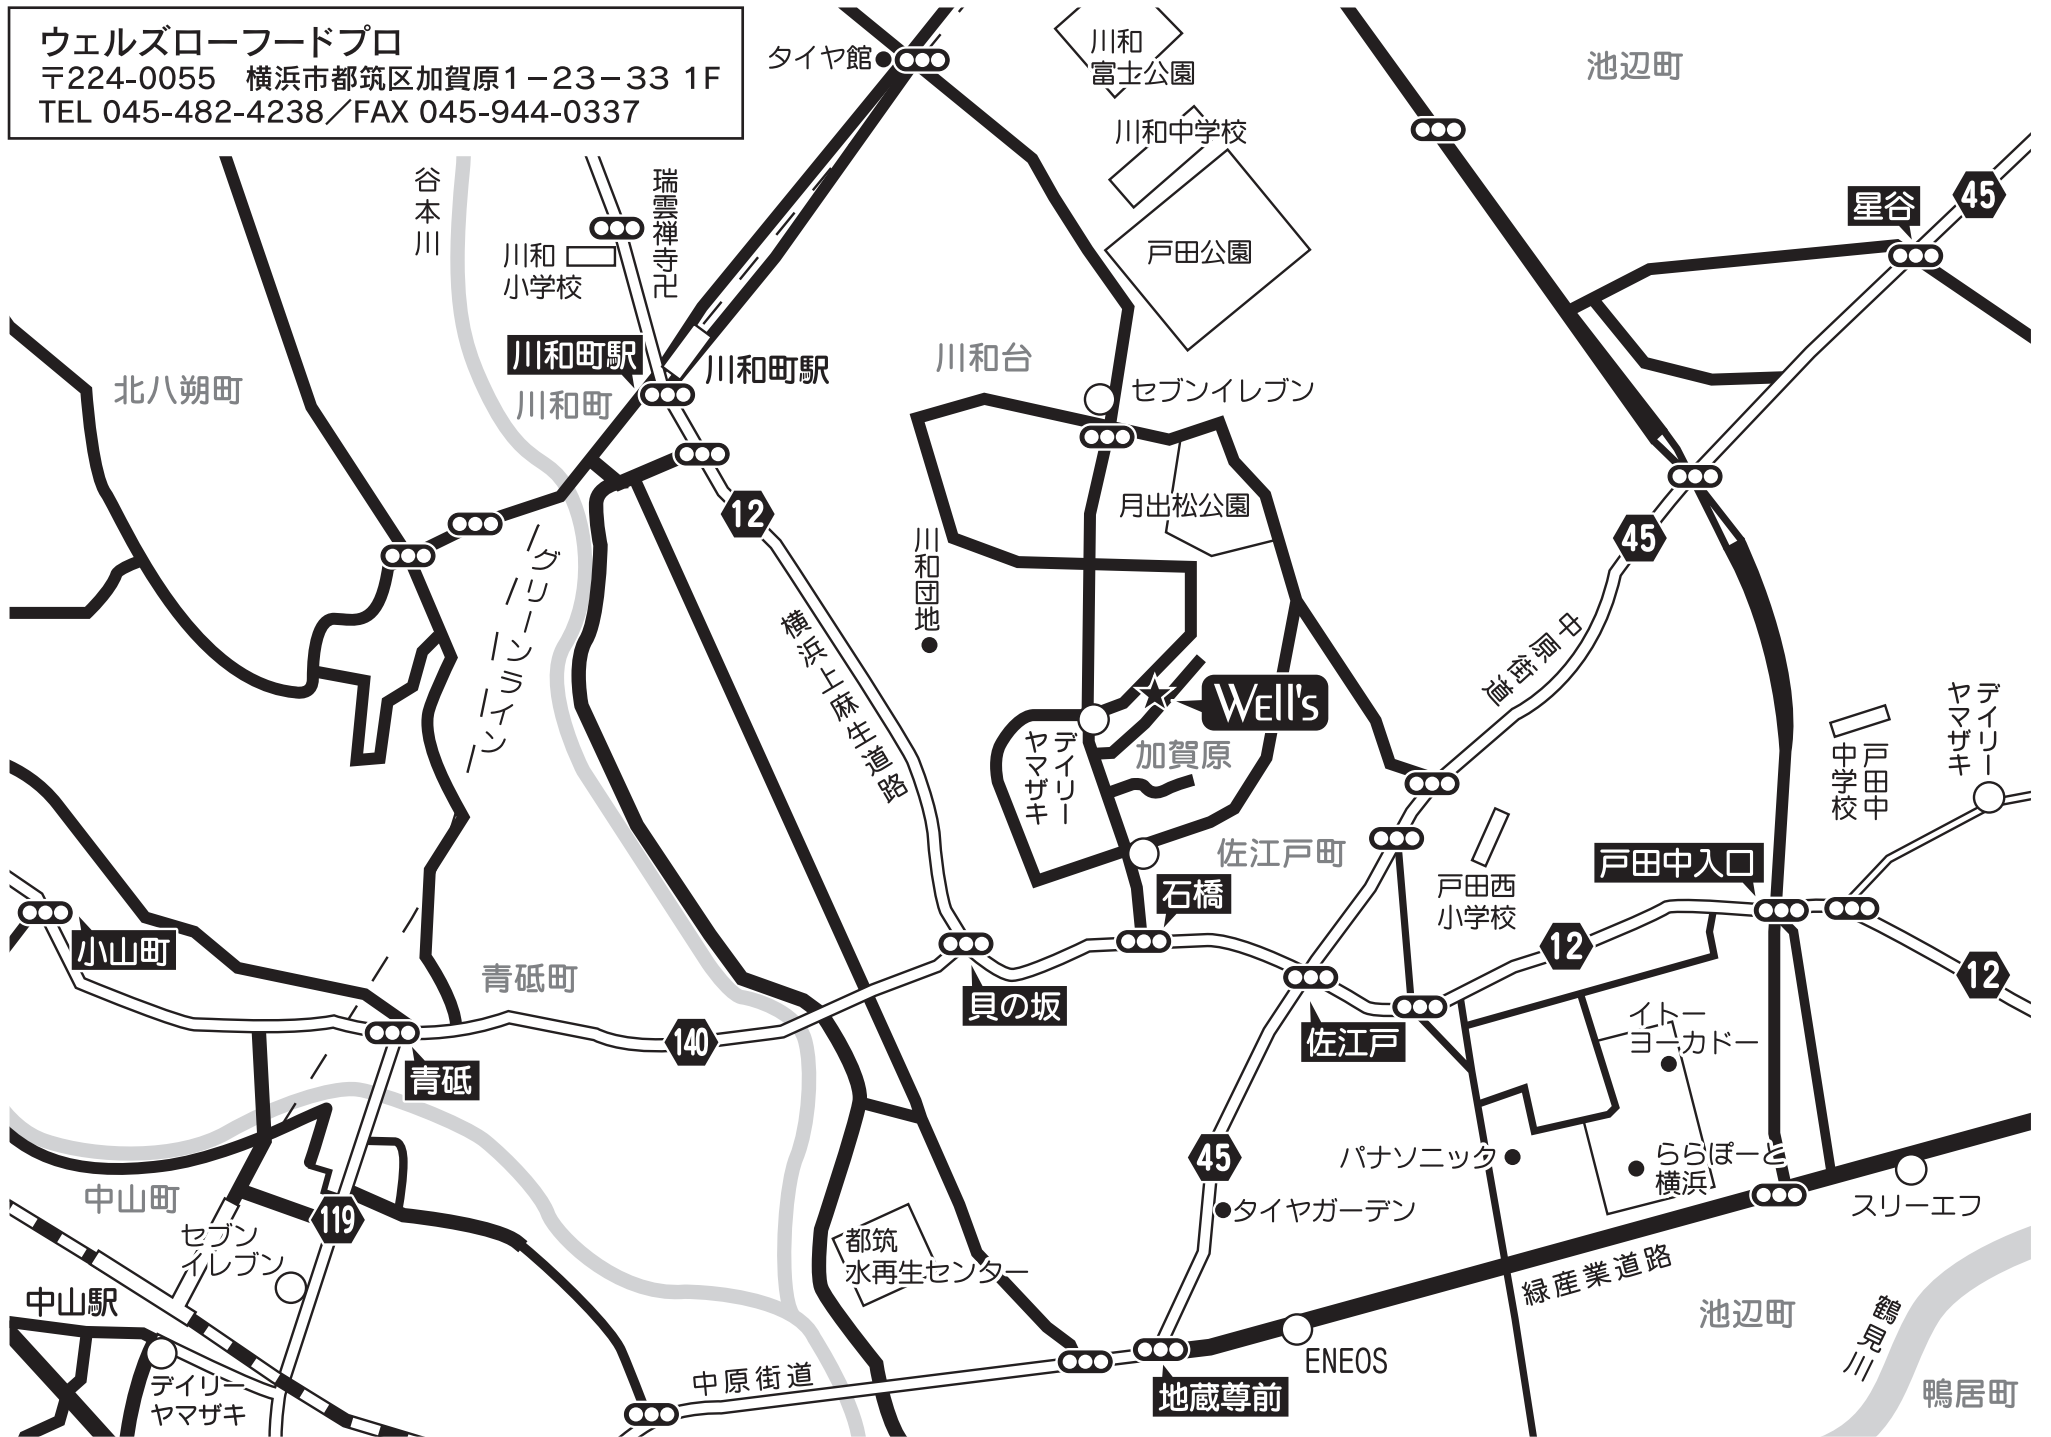 ウェルズローフードプロ
〒224-0055　横浜市都筑区加賀原1－23－33 1F
TEL 045-482-4238／FAX 045-944-0337
タイヤ館
川和
富士公園
川和中学校
戸田公園
池辺町
45
星谷
谷本川
瑞雲禅寺卍
川和
小学校
川和町駅
川和町駅
川和町
北八朔町
川和台
セブンイレブン
月出松公園
12
45
川和団地
グリーンライン
横浜上麻生道路
中原街道
Well's
加賀原
デイリー
ヤマザキ
デイリー
ヤマザキ
戸田中
中学校
佐江戸町
戸田西
小学校
戸田中入口
石橋
小山町
青砥町
貝の坂
12
12
佐江戸
140
青砥
イトー
ヨーカドー
45
パナソニック
ららぽーと
横浜
タイヤガーデン
スリーエフ
中山町
119
セブン
イレブン
都筑
水再生センター
中山駅
緑産業道路
池辺町
鶴見川
ENEOS
デイリー
ヤマザキ
中原街道
地蔵尊前
鴨居町